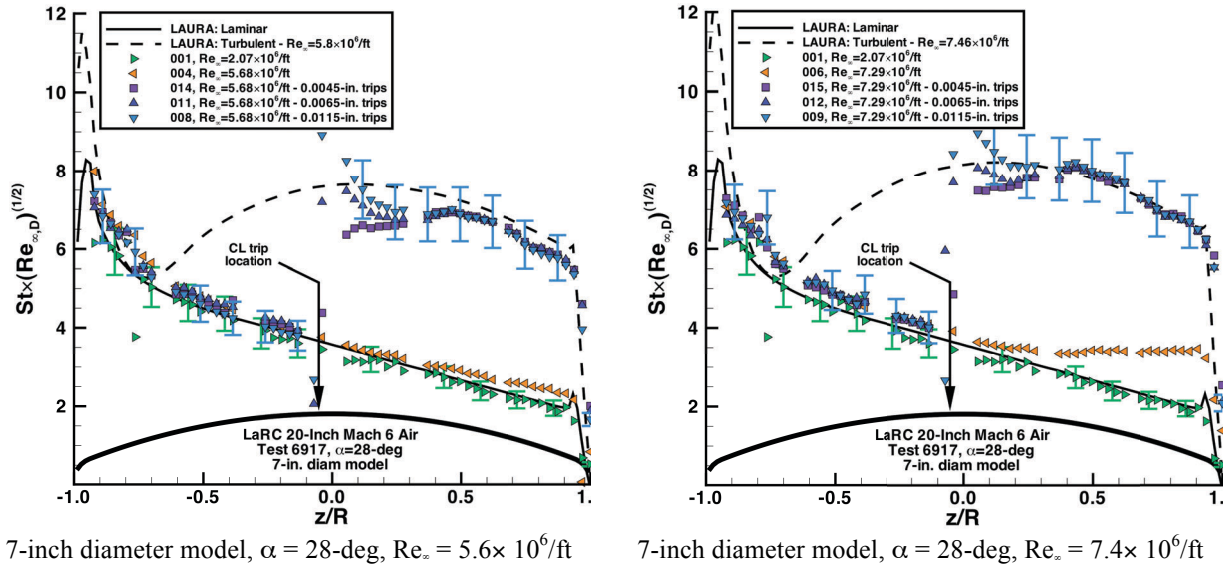 12
10
8
6
4
2
St×(Re∞,D)^(1/2)
LAURA: Laminar
LAURA: Turbulent - Re∞=5.8×10⁶/ft
001, Re∞=2.07×10⁶/ft
004, Re∞=5.68×10⁶/ft
014, Re∞=5.68×10⁶/ft - 0.0045-in. trips
011, Re∞=5.68×10⁶/ft - 0.0065-in. trips
008, Re∞=5.68×10⁶/ft - 0.0115-in. trips
CL trip
location
LaRC 20-Inch Mach 6 Air
Test 6917, α=28-deg
7-in. diam model
-1.0 -0.5 0.0 0.5 1.
z/R
7-inch diameter model, α = 28-deg, Re∞ = 5.6× 10⁶/ft
12
10
8
6
4
2
St×(Re∞,D)^(1/2)
LAURA: Laminar
LAURA: Turbulent - Re∞=7.46×10⁶/ft
001, Re∞=2.07×10⁶/ft
006, Re∞=7.29×10⁶/ft
015, Re∞=7.29×10⁶/ft - 0.0045-in. trips
012, Re∞=7.29×10⁶/ft - 0.0065-in. trips
009, Re∞=7.29×10⁶/ft - 0.0115-in. trips
CL trip
location
LaRC 20-Inch Mach 6 Air
Test 6917, α=28-deg
7-in. diam model
-1.0 -0.5 0.0 0.5 1.
z/R
7-inch diameter model, α = 28-deg, Re∞ = 7.4× 10⁶/ft